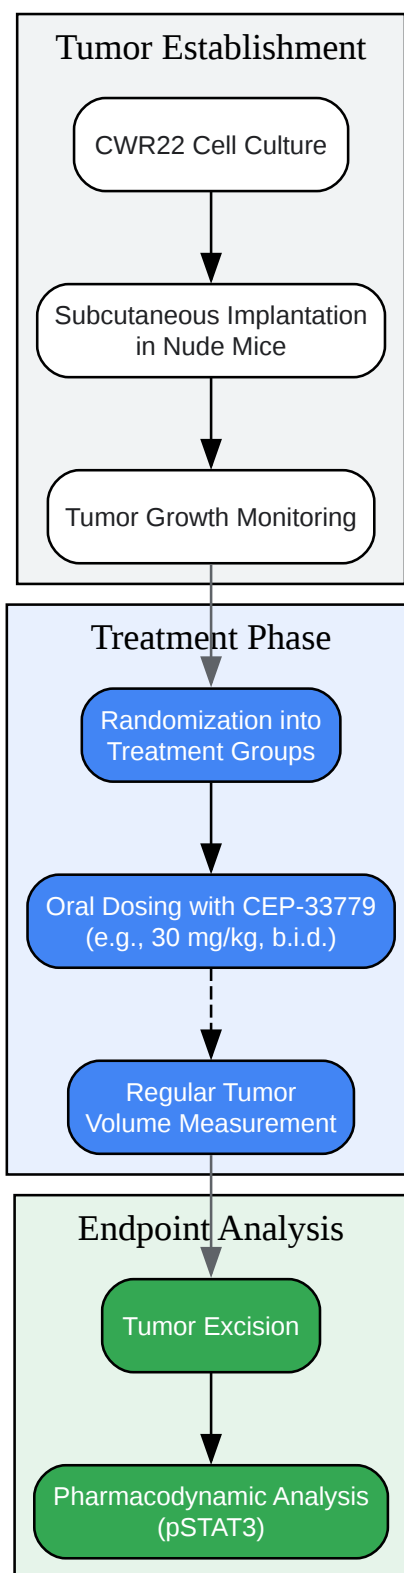 Tumor Establishment
CWR22 Cell Culture
Subcutaneous Implantation
in Nude Mice
Tumor Growth Monitoring
Treatment Phase
Randomization into
Treatment Groups
Oral Dosing with CEP-33779
(e.g., 30 mg/kg, b.i.d.)
Regular Tumor
Volume Measurement
Endpoint Analysis
Tumor Excision
Pharmacodynamic Analysis
(pSTAT3)